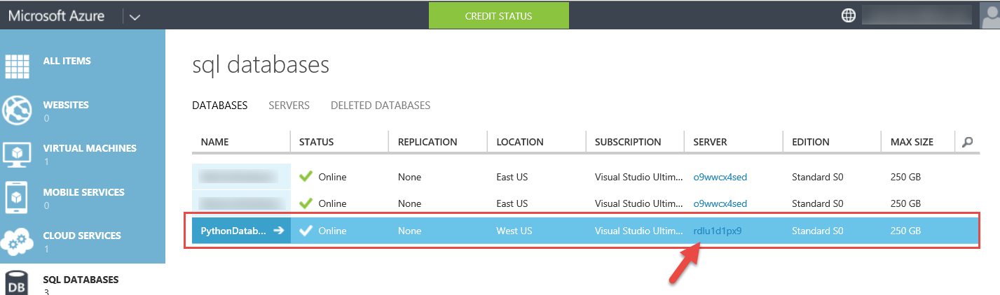 Microsoft Azure
CREDIT STATUS
ALL ITEMS
WEBSITES
0
VIRTUAL MACHINES
1
MOBILE SERVICES
0
CLOUD SERVICES
1
DB
SQL DATABASES
3
sql databases
DATABASES SERVERS DELETED DATABASES
NAME STATUS REPLICATION LOCATION SUBSCRIPTION SERVER EDITION MAX SIZE
Online None East US Visual Studio Ultim... o9wwcx4sed Standard S0 250 GB
Online None East US Visual Studio Ultim... o9wwcx4sed Standard S0 250 GB
PythonDatab... Online None West US Visual Studio Ultim... rdlu1d1px9 Standard S0 250 GB